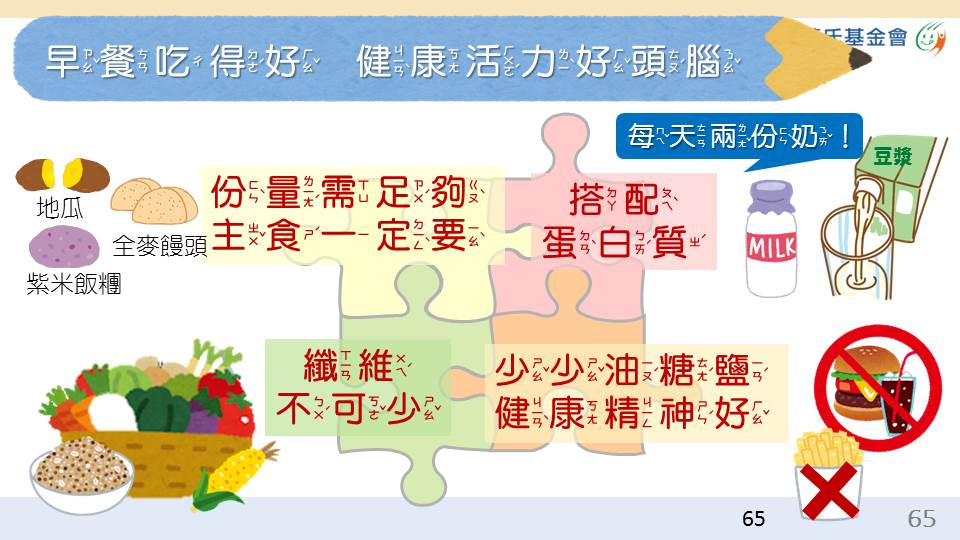 早餐吃得好 健康活力好頭腦
氏基金會
每天兩份奶！
豆漿
地瓜
全麥饅頭
紫米飯糰
份量需足夠
主食一定要
搭配
蛋白質
MILK
纖維
不可少
少少油糖鹽
健康精神好
65
65